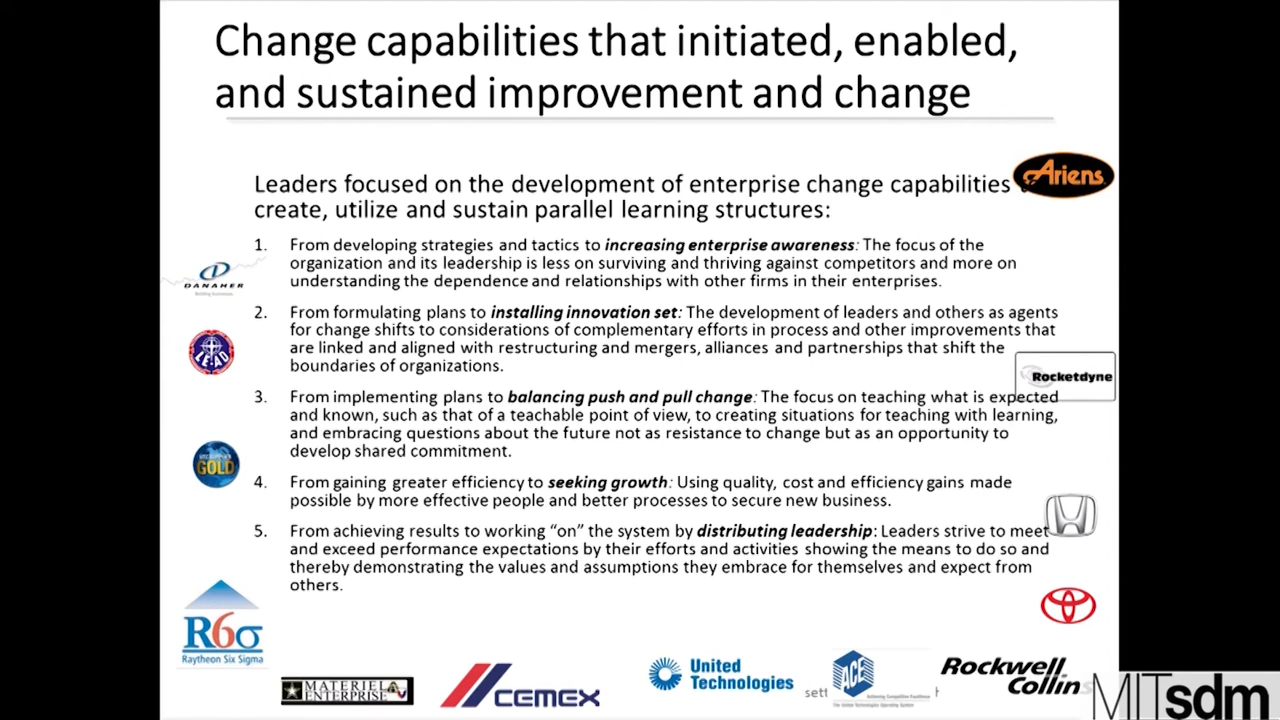 Change capabilities that initiated, enabled,
and sustained improvement and change
Ariens
Leaders focused on the development of enterprise change capabilities
create, utilize and sustain parallel learning structures:
1. From developing strategies and tactics to increasing enterprise awareness: The focus of the
organization and its leadership is less on surviving and thriving against competitors and more on
understanding the dependence and relationships with other firms in their enterprises.
DANAHER
2. From formulating plans to installing innovation set: The development of leaders and others as agents
for change shifts to considerations of complementary efforts in process and other improvements that
are linked and aligned with restructuring and mergers, alliances and partnerships that shift the
boundaries of organizations.
LEAD
Rocketdyne
3. From implementing plans to balancing push and pull change: The focus on teaching what is expected
and known, such as that of a teachable point of view, to creating situations for teaching with learning,
and embracing questions about the future not as resistance to change but as an opportunity to
develop shared commitment.
GOLD
4. From gaining greater efficiency to seeking growth: Using quality, cost and efficiency gains made
possible by more effective people and better processes to secure new business.
5. From achieving results to working “on” the system by distributing leadership: Leaders strive to meet
and exceed performance expectations by their efforts and activities showing the means to do so and
thereby demonstrating the values and assumptions they embrace for themselves and expect from
others.
R6σ
Raytheon Six Sigma
MATERIEL
ENTERPRISE
CEMEX
United
Technologies
sett
ACE
Rockwell
Collins
MITsdm